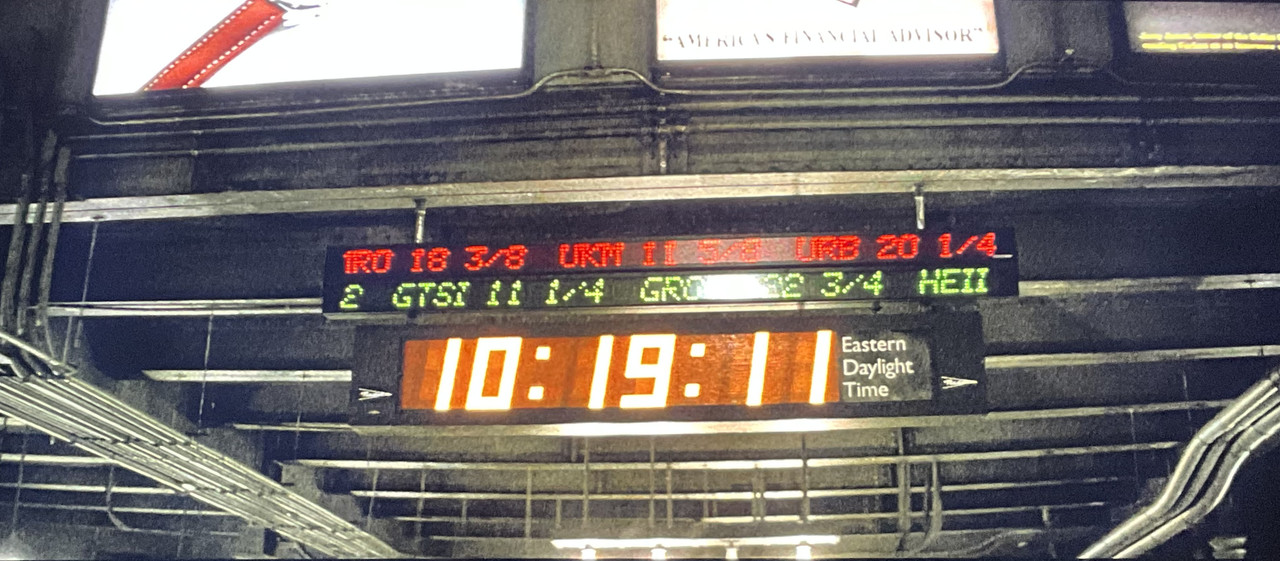 "AMERICA'S FINANCIAL ADVISOR"
IRO 18 3/8 UKM 11 5/8 URB 20 1/4
2 GTSI 11 1/4 3/4 HEII
10:19:11
Eastern
Daylight
Time